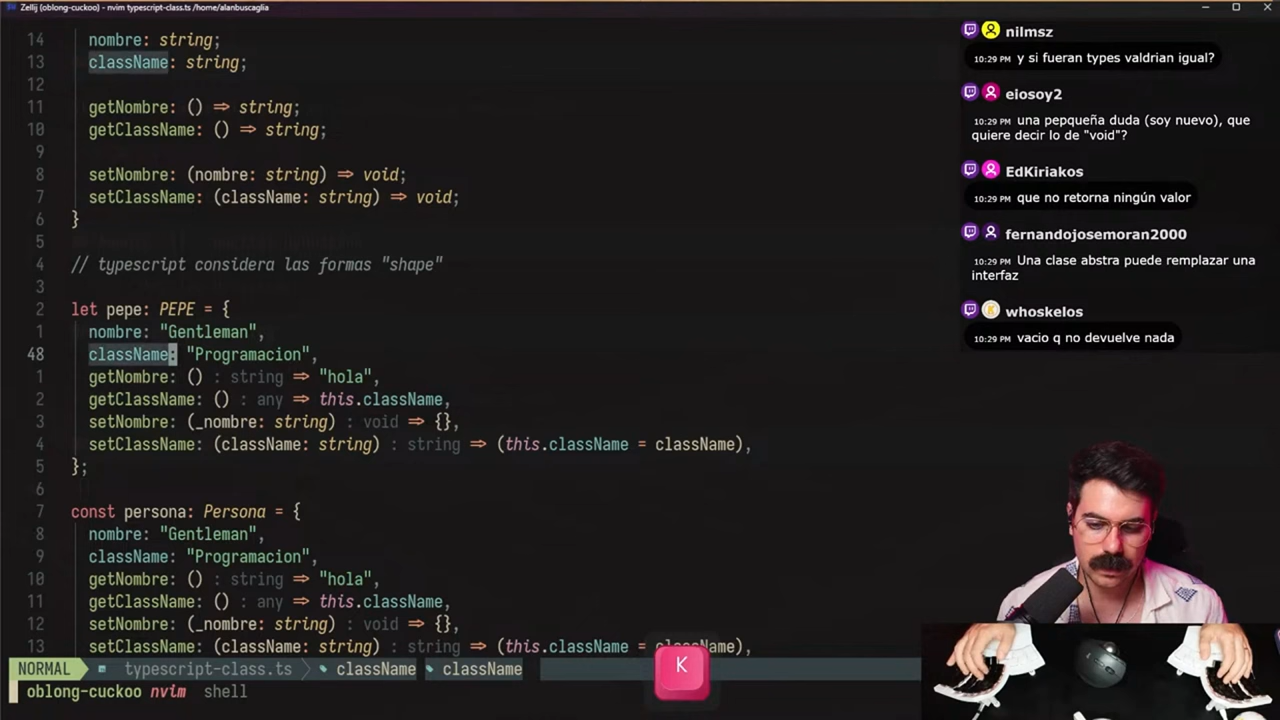 Zellij (oblong-cuckoo) - nvim typescript-class.ts /home/alanbuscaglia
14 nombre: string;
13 className: string;
12
11 getNombre: () => string;
10 getClassName: () => string;
9
8 setNombre: (nombre: string) => void;
7 setClassName: (className: string) => void;
6 }
5
4 // typescript considera las formas "shape"
3
2 let pepe: PEPE = {
1 nombre: "Gentleman",
48 className: "Programacion",
1 getNombre: () : string => "hola",
2 getClassName: () : any => this.className,
3 setNombre: (_nombre: string) : void => {},
4 setClassName: (className: string) : string => (this.className = className),
5 };
6
7 const persona: Persona = {
8 nombre: "Gentleman",
9 className: "Programacion",
10 getNombre: () : string => "hola",
11 getClassName: () : any => this.className,
12 setNombre: (_nombre: string) : void => {},
13 setClassName: (className: string) : string => (this.className = className),
NORMAL typescript-class.ts className className
oblong-cuckoo nvim shell
K
nilmsz
10:29 PM y si fueran types valdrian igual?
eiosoy2
10:29 PM una pepqueña duda (soy nuevo), que
quiere decir lo de "void"?
EdKiriakos
10:29 PM que no retorna ningún valor
fernandojosemoran2000
10:29 PM Una clase abstra puede remplazar una
interfaz
whoskelos
10:29 PM vacio q no devuelve nada